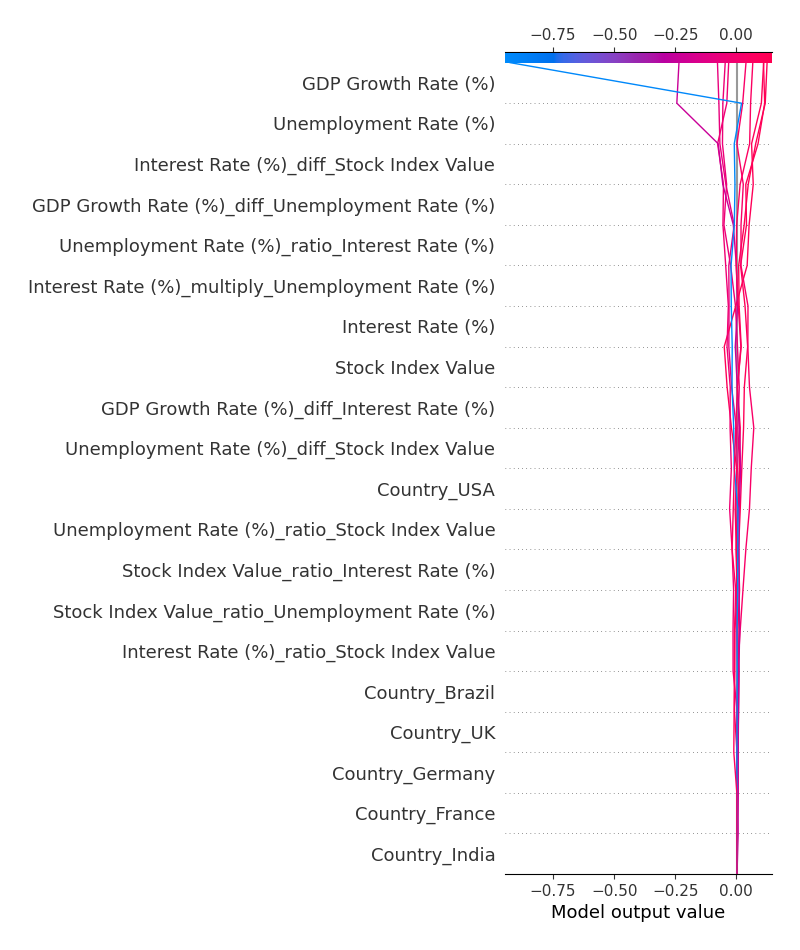 −0.75 −0.50 −0.25 0.00
GDP Growth Rate (%)
Unemployment Rate (%)
Interest Rate (%)_diff_Stock Index Value
GDP Growth Rate (%)_diff_Unemployment Rate (%)
Unemployment Rate (%)_ratio_Interest Rate (%)
Interest Rate (%)_multiply_Unemployment Rate (%)
Interest Rate (%)
Stock Index Value
GDP Growth Rate (%)_diff_Interest Rate (%)
Unemployment Rate (%)_diff_Stock Index Value
Country_USA
Unemployment Rate (%)_ratio_Stock Index Value
Stock Index Value_ratio_Interest Rate (%)
Stock Index Value_ratio_Unemployment Rate (%)
Interest Rate (%)_ratio_Stock Index Value
Country_Brazil
Country_UK
Country_Germany
Country_France
Country_India
−0.75 −0.50 −0.25 0.00
Model output value